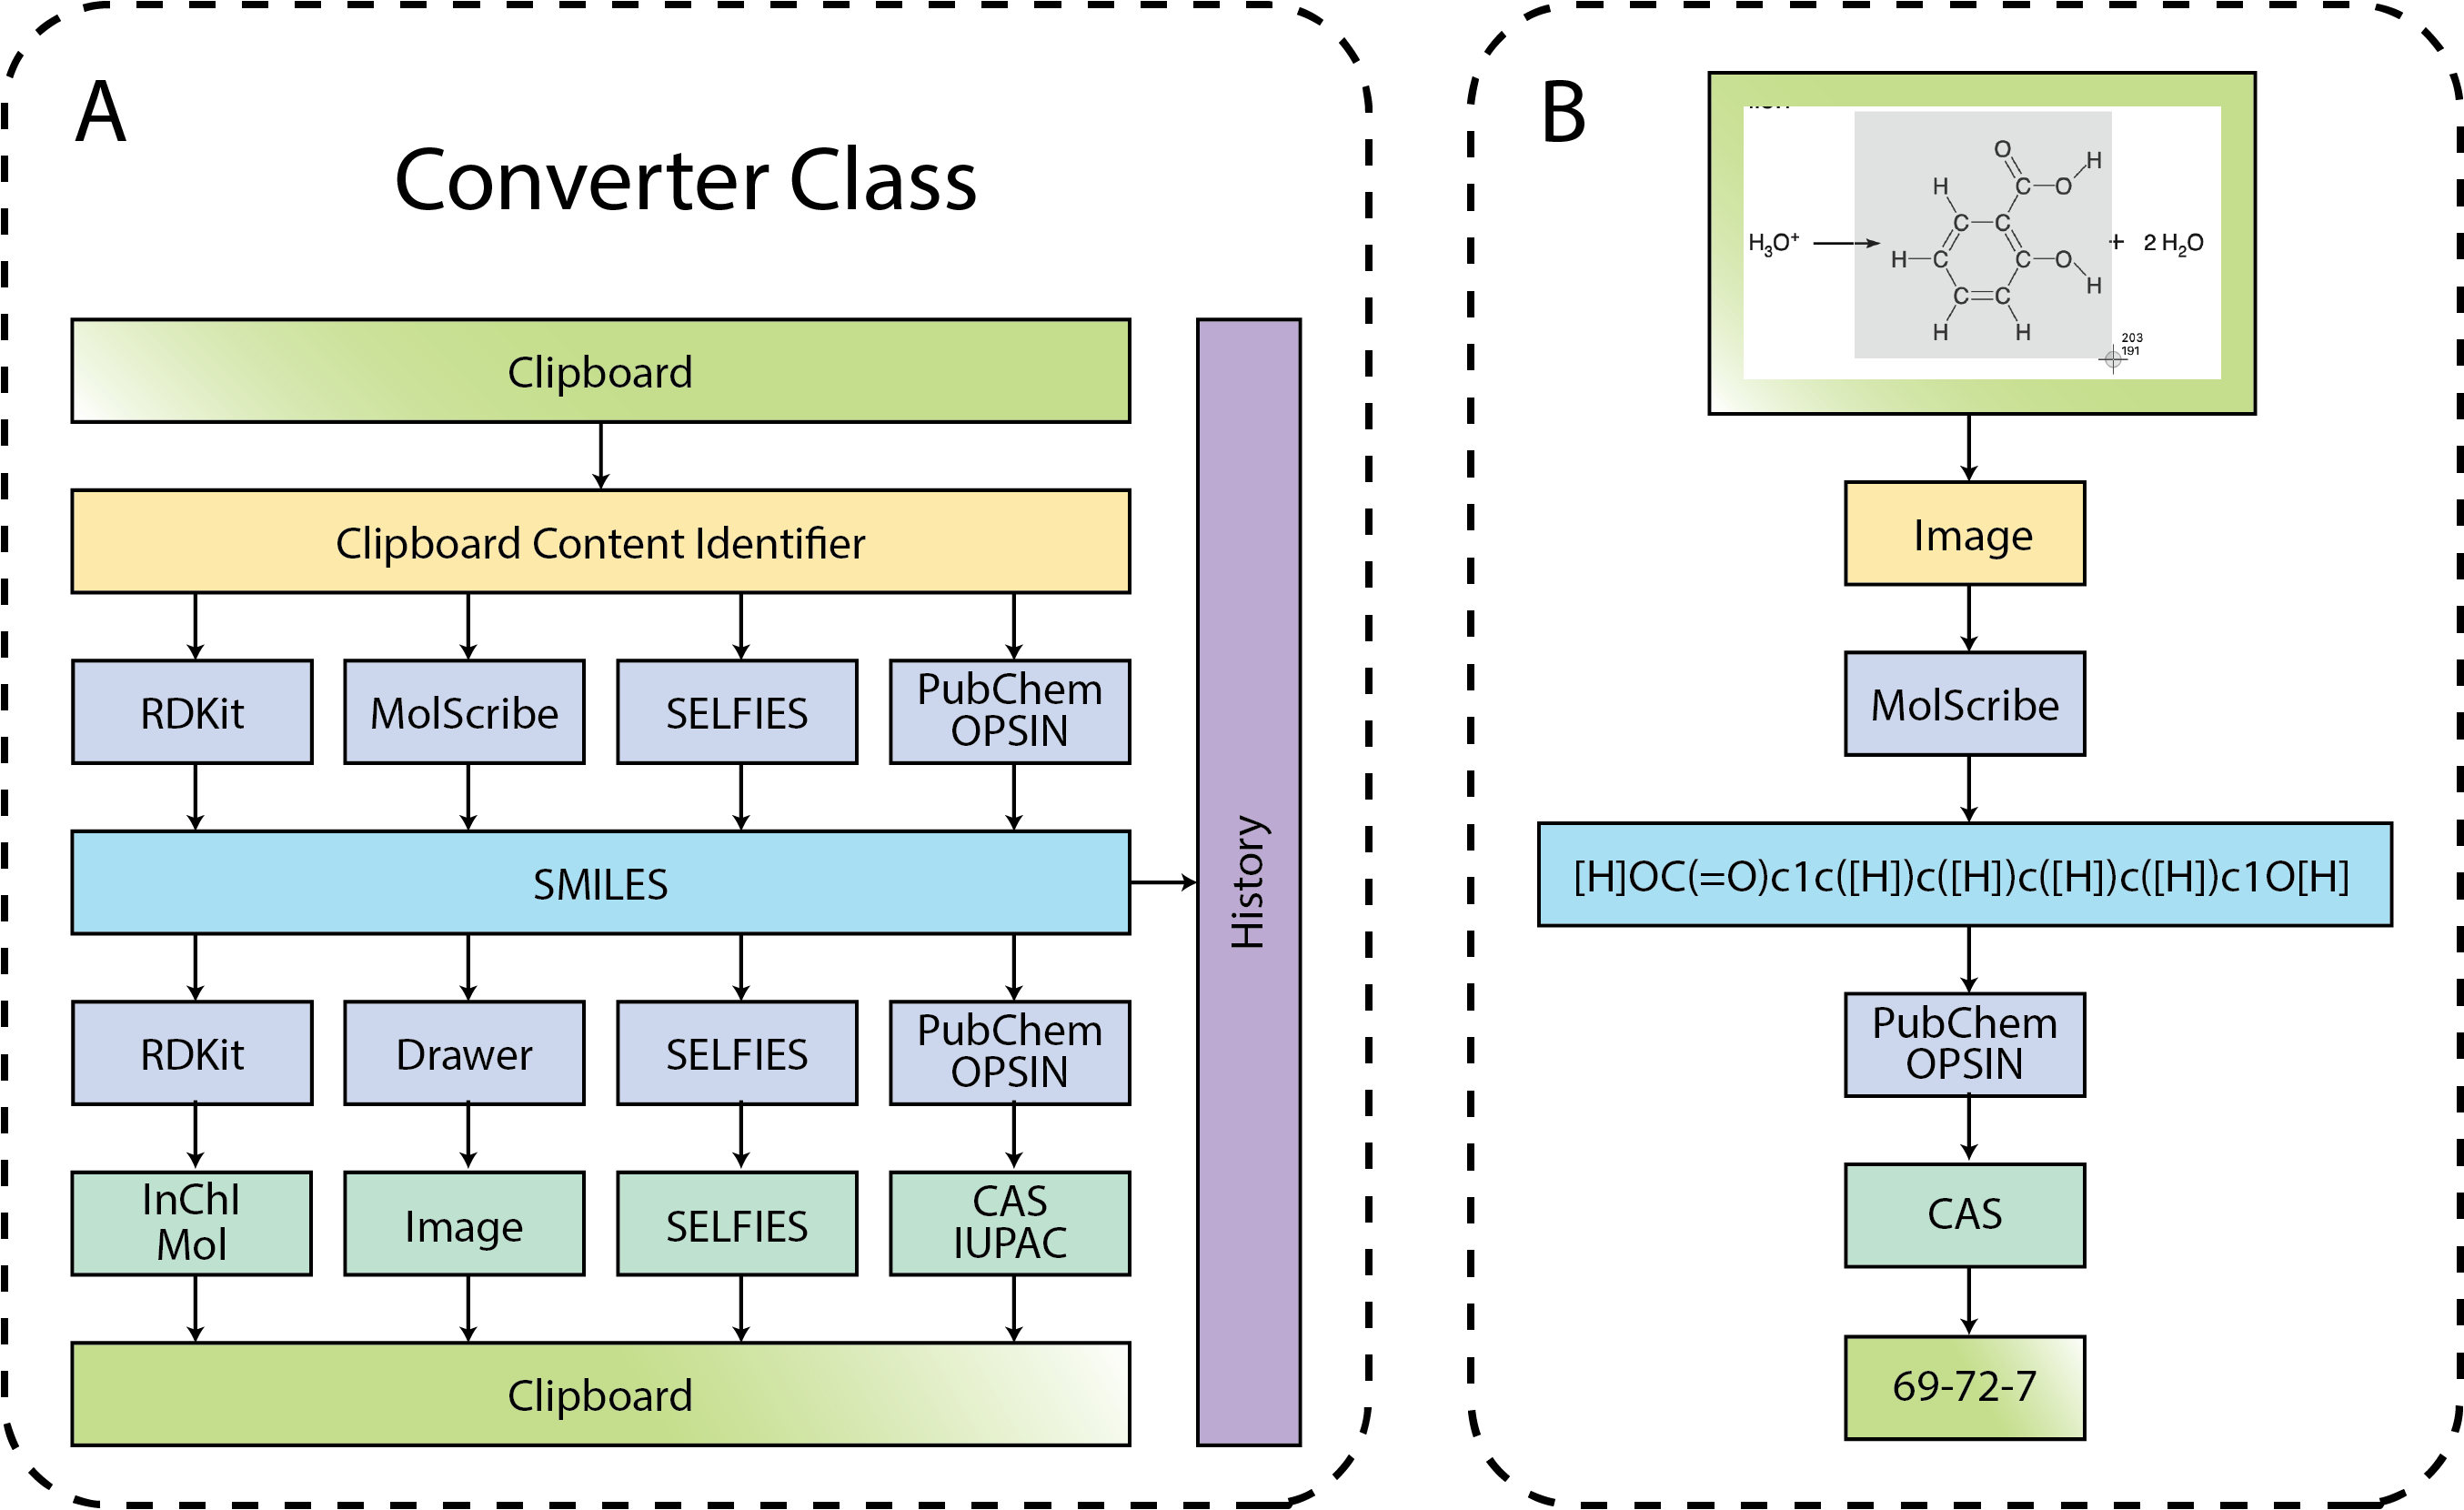 A
Converter Class
Clipboard
Clipboard Content Identifier
RDKit
MolScribe
SELFIES
PubChem
OPSIN
SMILES
RDKit
Drawer
SELFIES
PubChem
OPSIN
InChI
Mol
Image
SELFIES
CAS
IUPAC
Clipboard
History
B
O
H
H
C
O
C
C
H₃O⁺
+ 2 H₂O
H
C
C
O
H
C
C
H
H
203
191
Image
MolScribe
[H]OC(=O)c1c([H])c([H])c([H])c([H])c1O[H]
PubChem
OPSIN
CAS
69-72-7